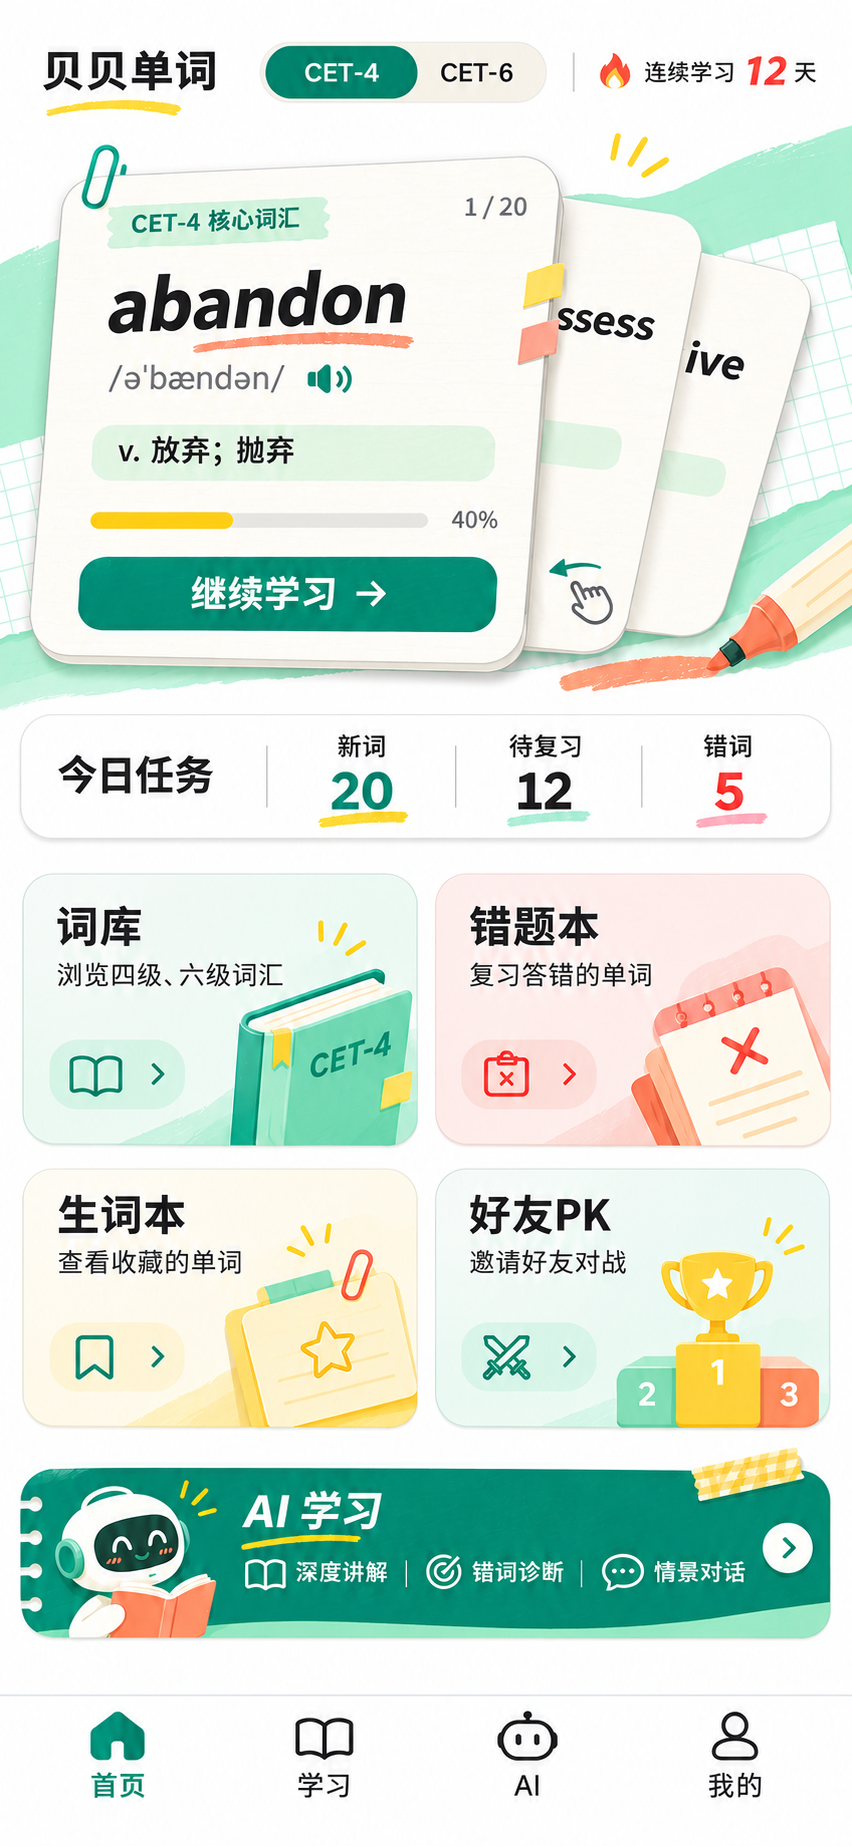 贝贝单词
CET-4
CET-6
连续学习 12 天
CET-4 核心词汇
1 / 20
abandon
/ə'bændən/
v. 放弃；抛弃
40%
继续学习 →
ssess
ive
今日任务
新词
20
待复习
12
错词
5
词库
浏览四级、六级词汇
CET-4
错题本
复习答错的单词
生词本
查看收藏的单词
好友PK
邀请好友对战
1
2
3
AI 学习
深度讲解
错词诊断
情景对话
首页
学习
AI
我的